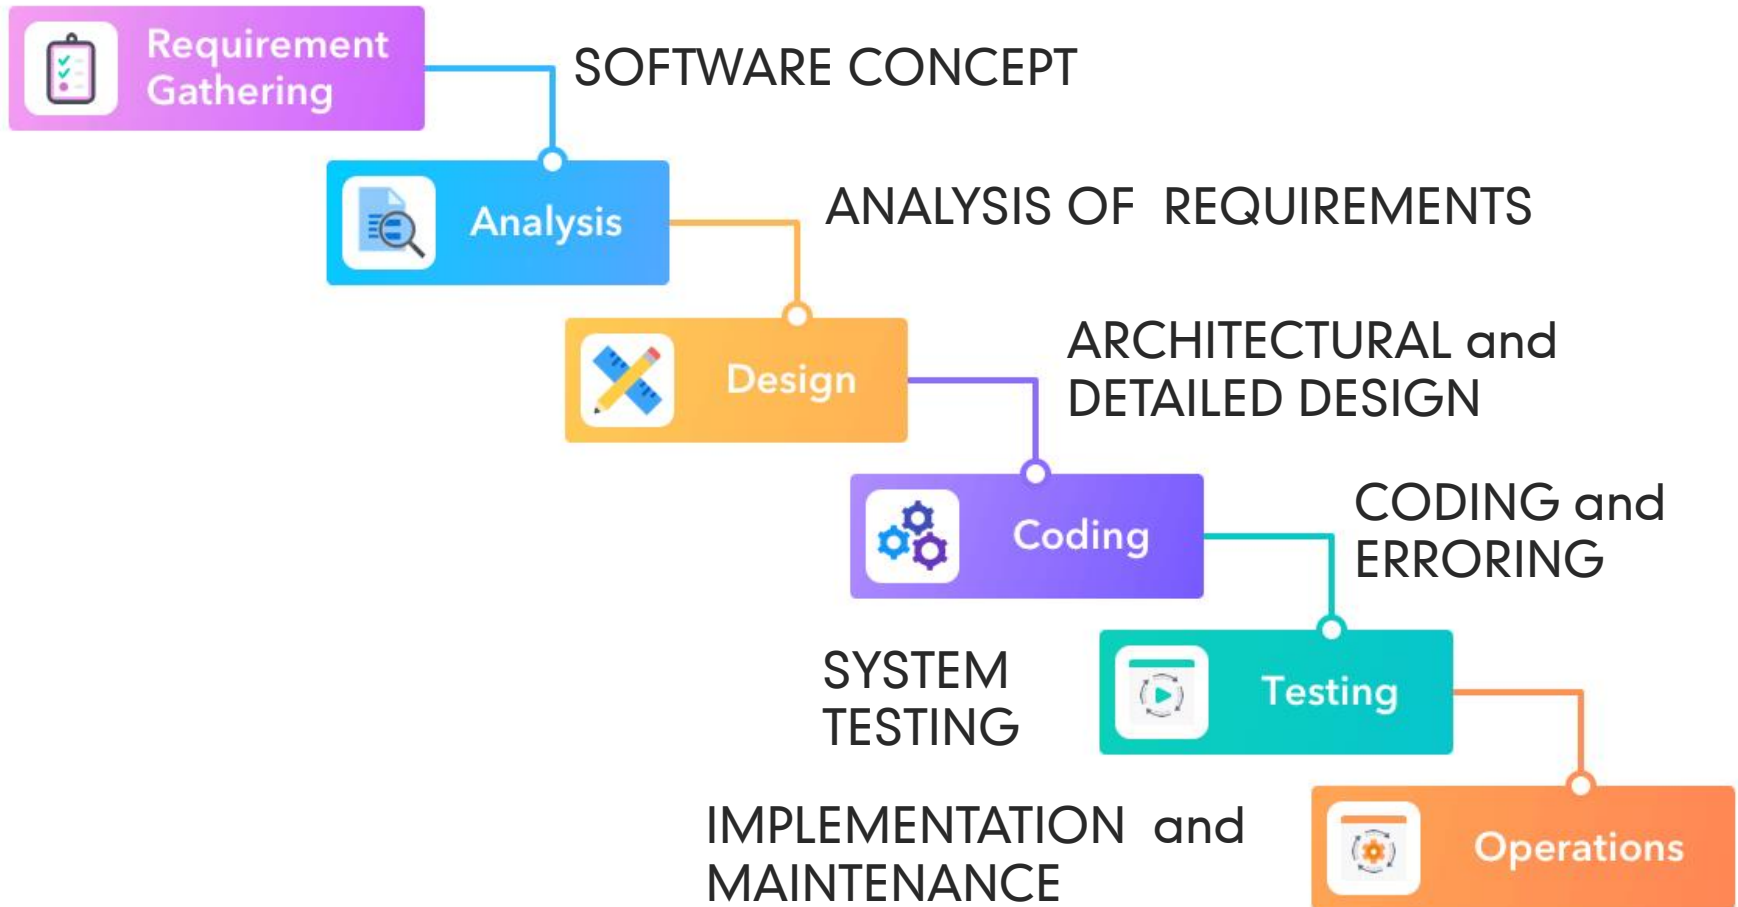 Requirement
Gathering
SOFTWARE CONCEPT
Analysis
ANALYSIS OF REQUIREMENTS
Design
ARCHITECTURAL and
DETAILED DESIGN
Coding
CODING and
ERRORING
Testing
SYSTEM
TESTING
Operations
IMPLEMENTATION and
MAINTENANCE